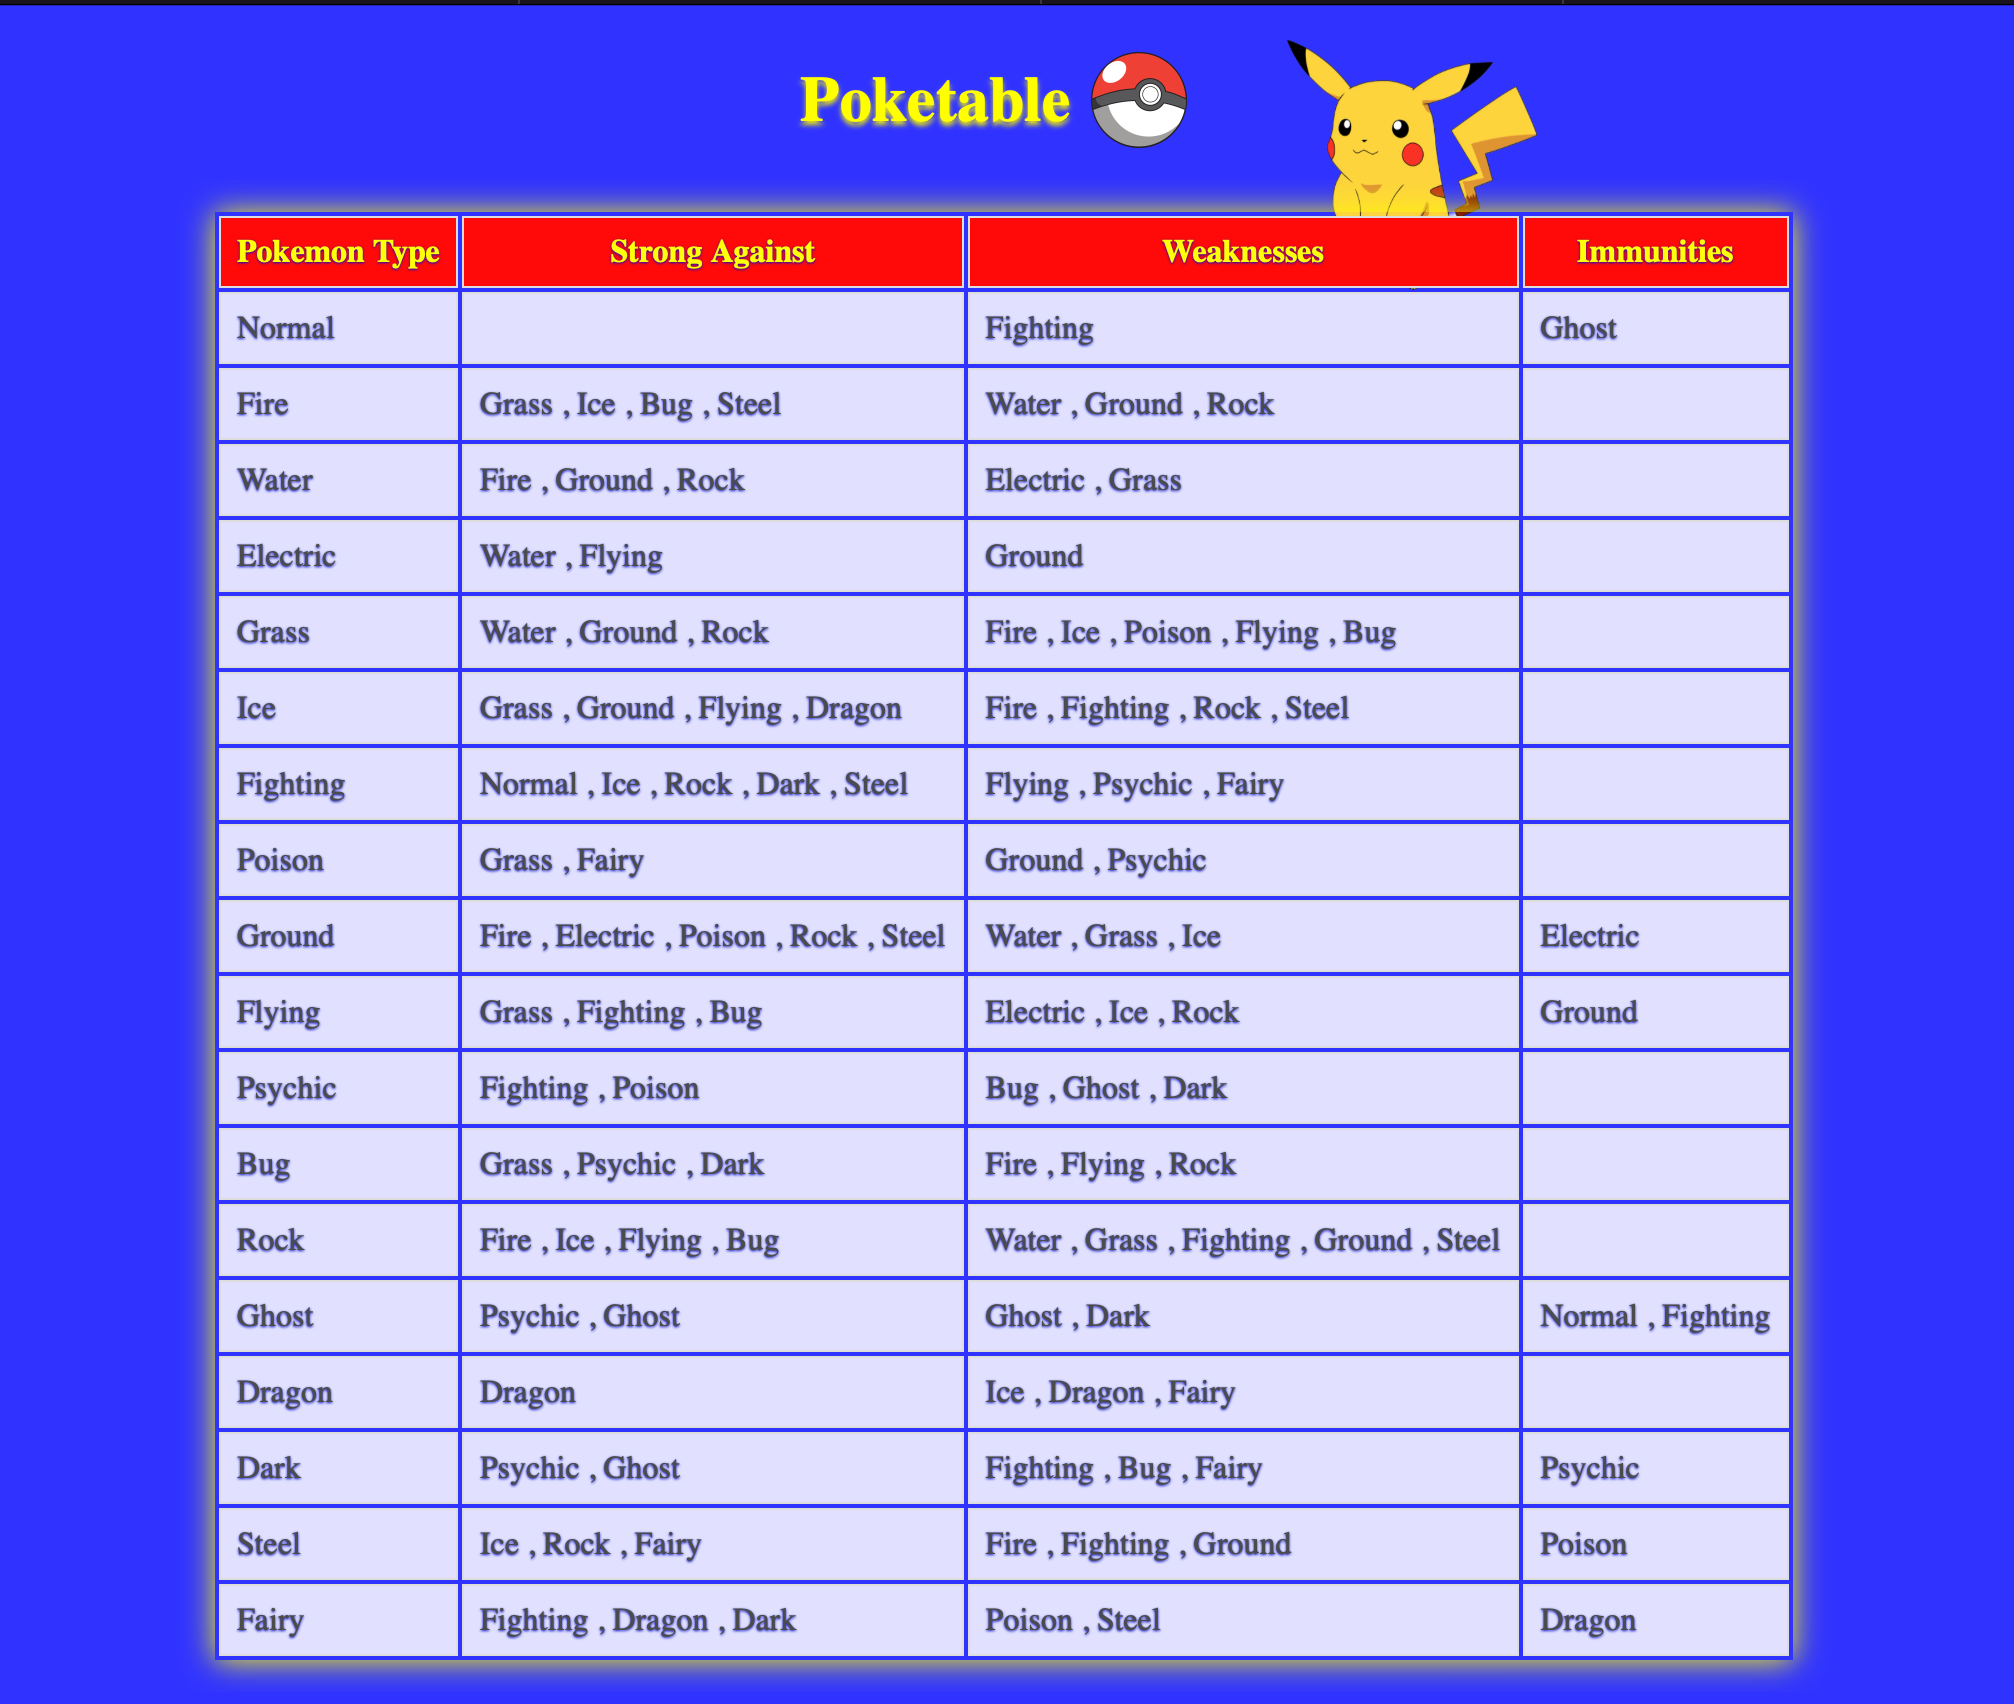 Poketable
Pokemon Type Strong Against Weaknesses Immunities
Normal Fighting Ghost
Fire Grass , Ice , Bug , Steel Water , Ground , Rock
Water Fire , Ground , Rock Electric , Grass
Electric Water , Flying Ground
Grass Water , Ground , Rock Fire , Ice , Poison , Flying , Bug
Ice Grass , Ground , Flying , Dragon Fire , Fighting , Rock , Steel
Fighting Normal , Ice , Rock , Dark , Steel Flying , Psychic , Fairy
Poison Grass , Fairy Ground , Psychic
Ground Fire , Electric , Poison , Rock , Steel Water , Grass , Ice Electric
Flying Grass , Fighting , Bug Electric , Ice , Rock Ground
Psychic Fighting , Poison Bug , Ghost , Dark
Bug Grass , Psychic , Dark Fire , Flying , Rock
Rock Fire , Ice , Flying , Bug Water , Grass , Fighting , Ground , Steel
Ghost Psychic , Ghost Ghost , Dark Normal , Fighting
Dragon Dragon Ice , Dragon , Fairy
Dark Psychic , Ghost Fighting , Bug , Fairy Psychic
Steel Ice , Rock , Fairy Fire , Fighting , Ground Poison
Fairy Fighting , Dragon , Dark Poison , Steel Dragon